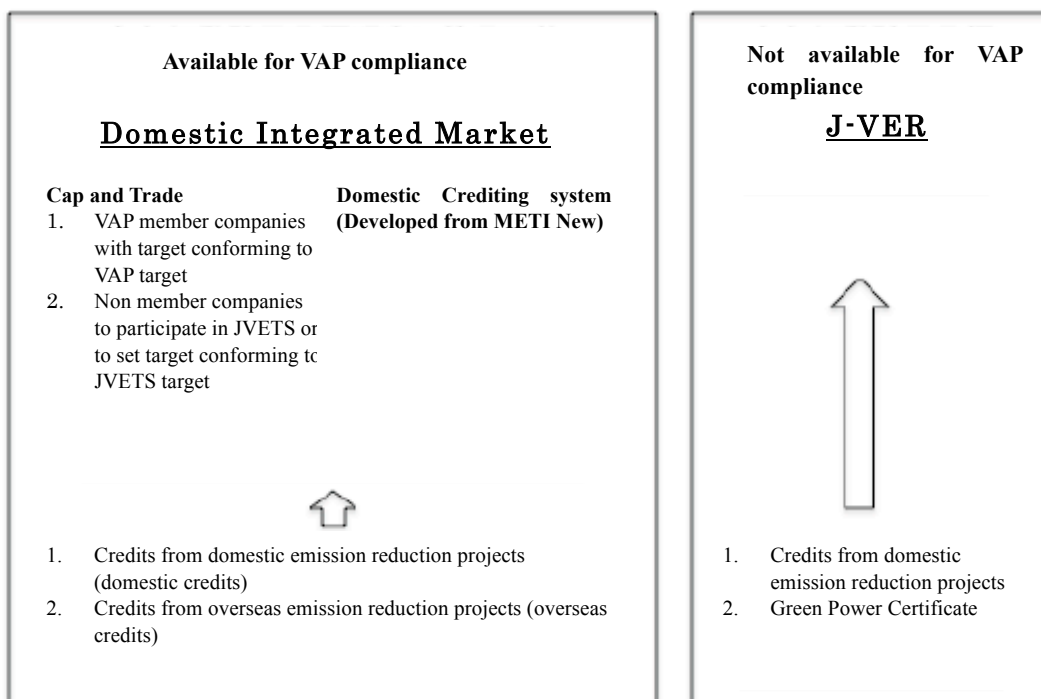 Available for VAP compliance
Domestic Integrated Market
Cap and Trade
1. VAP member companies
with target conforming to
VAP target
2. Non member companies
to participate in JVETS or
to set target conforming to
JVETS target
Domestic Crediting system
(Developed from METI New)
1. Credits from domestic emission reduction projects
(domestic credits)
2. Credits from overseas emission reduction projects (overseas
credits)
Not available for VAP
compliance
J-VER
1. Credits from domestic
emission reduction projects
2. Green Power Certificate